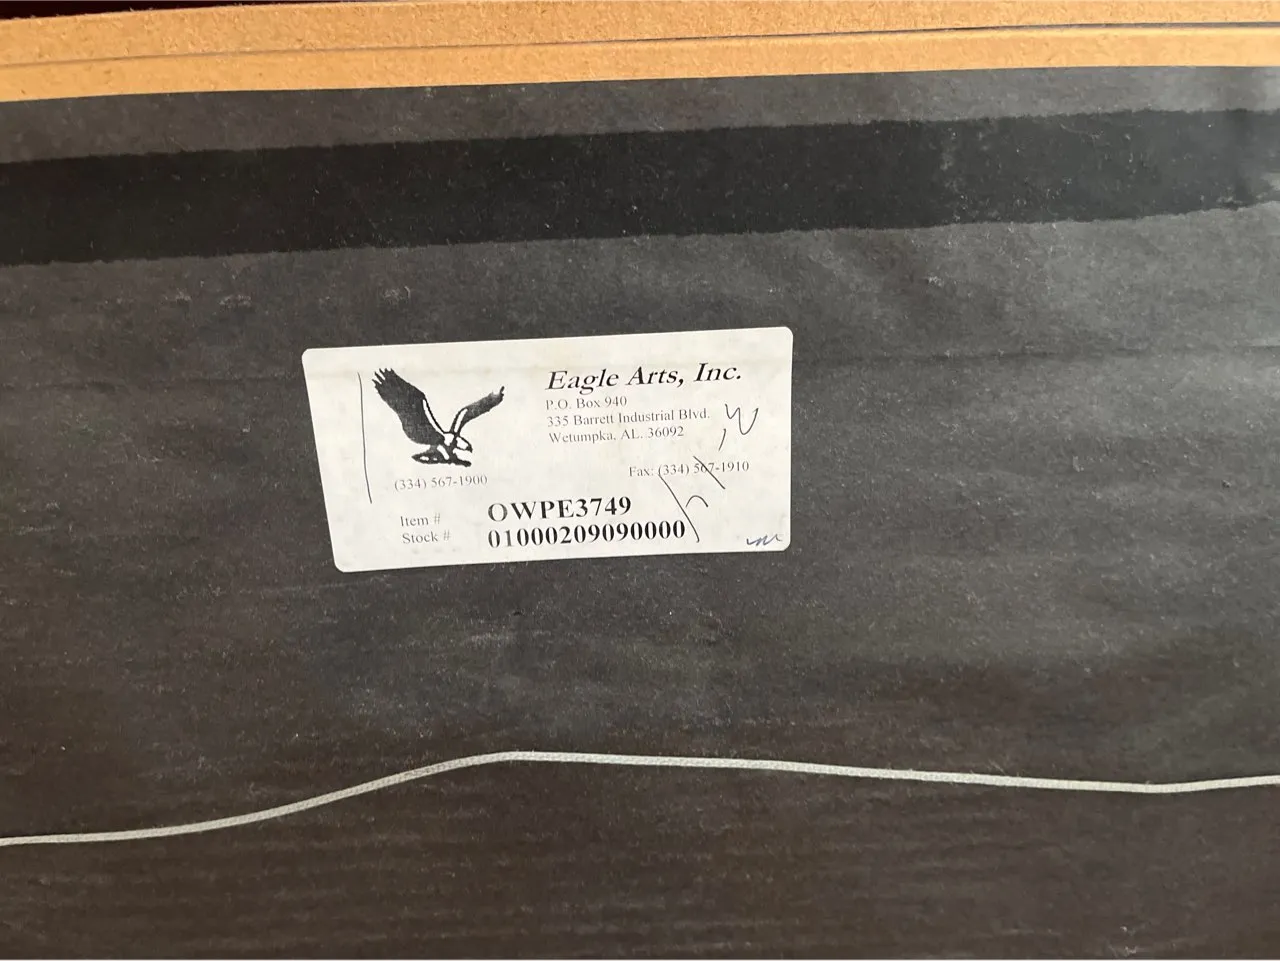 Eagle Arts, Inc.
P.O. Box 940
335 Barrett Industrial Blvd.
Wetumpka, AL. 36092
(334) 567-1900
Fax: (334) 567-1910
Item # OWPE3749
Stock # 01000209090000